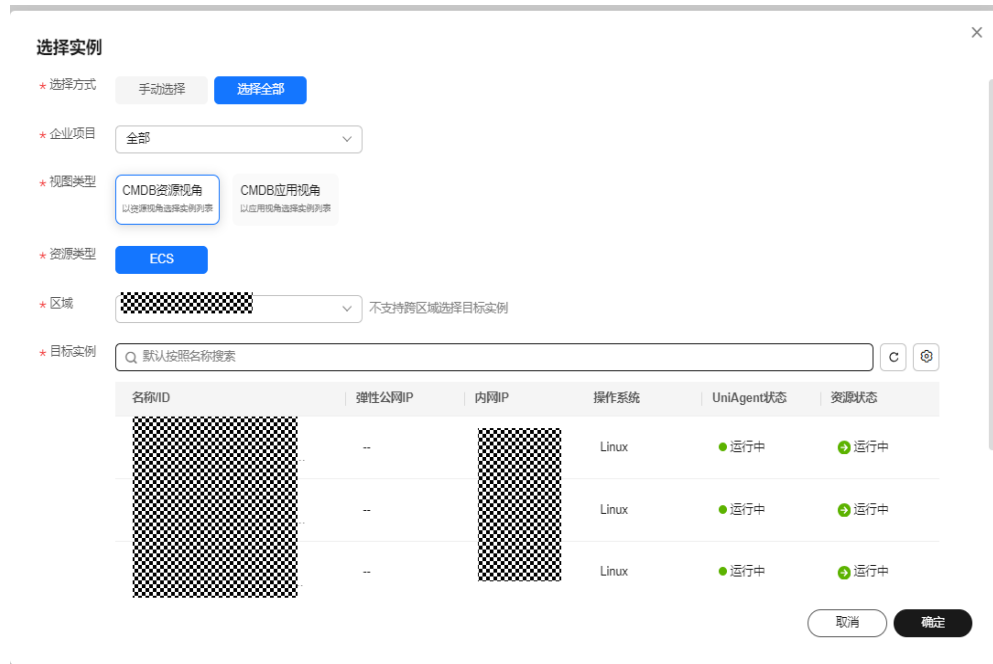 选择实例
* 选择方式 手动选择 选择全部
* 企业项目 全部
* 视图类型 CMDB资源视角 CMDB应用视角
以资源视角选择实例列表 以应用视角选择实例列表
* 资源类型 ECS
* 区域 不支持跨区域选择目标实例
* 目标实例 默认按照名称搜索
名称/ID 弹性公网IP 内网IP 操作系统 UniAgent状态 资源状态
-- Linux 运行中 运行中
-- Linux 运行中 运行中
-- Linux 运行中 运行中
取消 确定